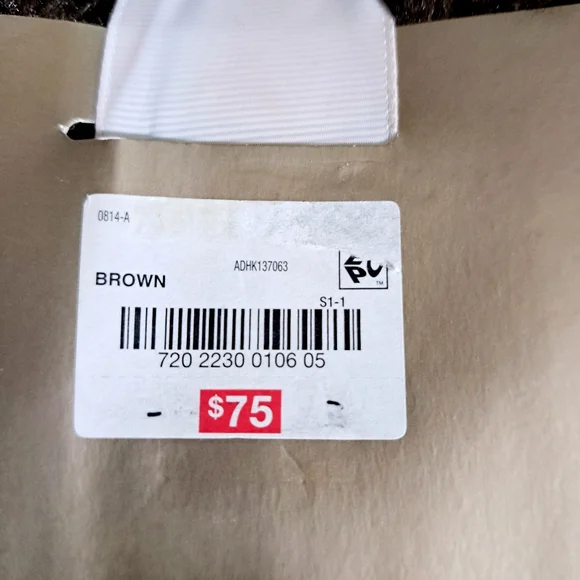 0814-A
ADHK137063
BROWN
S1-1
720 2230 0106 05
$75